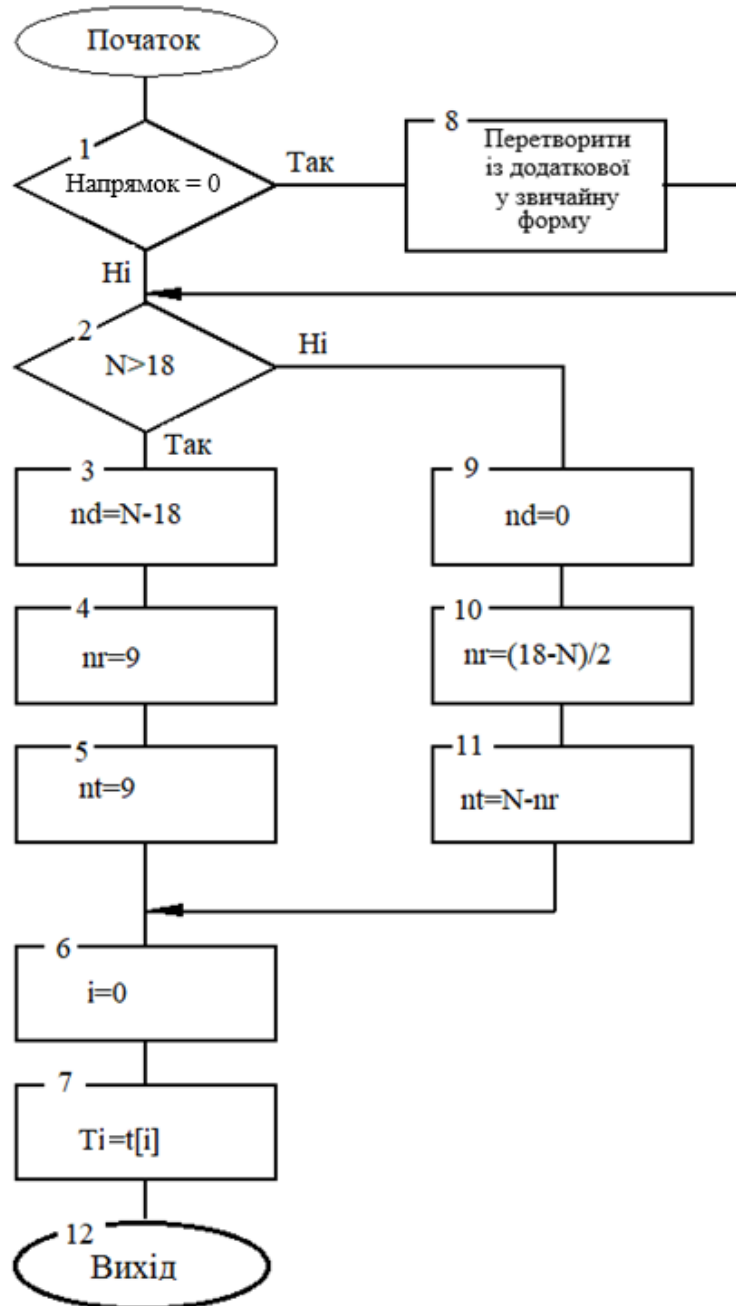 Початок
1
Напрямок = 0
Так
8
Перетворити
із додаткової
у звичайну
форму
Ні
2
N>18
Ні
Так
3
nd=N-18
9
nd=0
4
nr=9
10
nr=(18-N)/2
5
nt=9
11
nt=N-nr
6
i=0
7
Ti=t[i]
12
Вихід